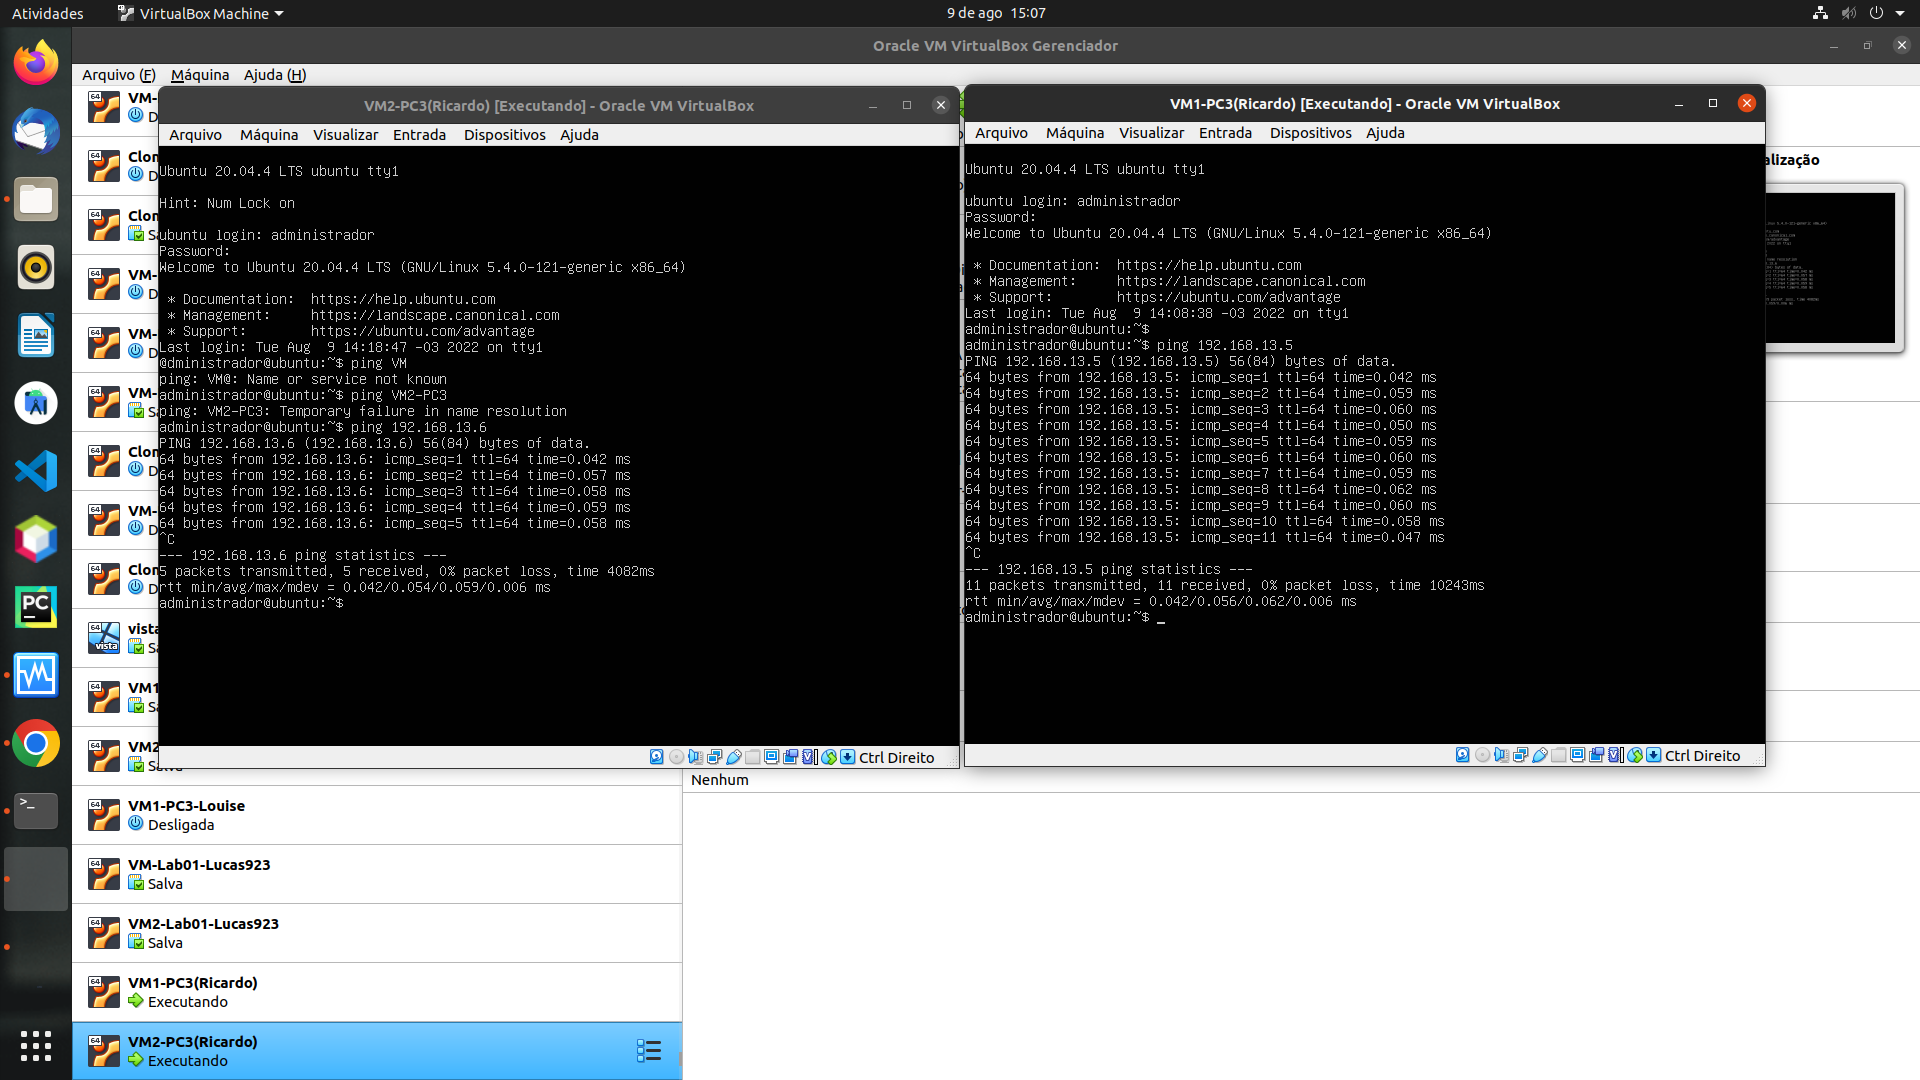 Atividades
VirtualBox Machine
9 de ago 15:07
Oracle VM VirtualBox Gerenciador
Arquivo (F) Máquina Ajuda (H)
VM-
D
Clon
D
Clon
Sa
VM-
D
VM-
D
VM-
Sa
Clon
D
VM-
D
Clon
D
vista
Sa
VM1
Sa
VM2
Salva
VM1-PC3-Louise
Desligada
VM-Lab01-Lucas923
Salva
VM2-Lab01-Lucas923
Salva
VM1-PC3(Ricardo)
Executando
VM2-PC3(Ricardo)
Executando
VM2-PC3(Ricardo) [Executando] - Oracle VM VirtualBox
Arquivo Máquina Visualizar Entrada Dispositivos Ajuda
Ubuntu 20.04.4 LTS ubuntu tty1
Hint: Num Lock on
ubuntu login: administrador
Password:
Welcome to Ubuntu 20.04.4 LTS (GNU/Linux 5.4.0-121-generic x86_64)
* Documentation: https://help.ubuntu.com
* Management: https://landscape.canonical.com
* Support: https://ubuntu.com/advantage
Last login: Tue Aug 9 14:18:47 -03 2022 on tty1
@dministrador@ubuntu:~$ ping VM
ping: VM@: Name or service not known
administrador@ubuntu:~$ ping VM2-PC3
ping: VM2-PC3: Temporary failure in name resolution
administrador@ubuntu:~$ ping 192.168.13.6
PING 192.168.13.6 (192.168.13.6) 56(84) bytes of data.
64 bytes from 192.168.13.6: icmp_seq=1 ttl=64 time=0.042 ms
64 bytes from 192.168.13.6: icmp_seq=2 ttl=64 time=0.057 ms
64 bytes from 192.168.13.6: icmp_seq=3 ttl=64 time=0.058 ms
64 bytes from 192.168.13.6: icmp_seq=4 ttl=64 time=0.059 ms
64 bytes from 192.168.13.6: icmp_seq=5 ttl=64 time=0.058 ms
^C
--- 192.168.13.6 ping statistics ---
5 packets transmitted, 5 received, 0% packet loss, time 4082ms
rtt min/avg/max/mdev = 0.042/0.054/0.059/0.006 ms
administrador@ubuntu:~$
Ctrl Direito
VM1-PC3(Ricardo) [Executando] - Oracle VM VirtualBox
Arquivo Máquina Visualizar Entrada Dispositivos Ajuda
Ubuntu 20.04.4 LTS ubuntu tty1
ubuntu login: administrador
Password:
Welcome to Ubuntu 20.04.4 LTS (GNU/Linux 5.4.0-121-generic x86_64)
* Documentation: https://help.ubuntu.com
* Management: https://landscape.canonical.com
* Support: https://ubuntu.com/advantage
Last login: Tue Aug 9 14:08:38 -03 2022 on tty1
administrador@ubuntu:~$
administrador@ubuntu:~$ ping 192.168.13.5
PING 192.168.13.5 (192.168.13.5) 56(84) bytes of data.
64 bytes from 192.168.13.5: icmp_seq=1 ttl=64 time=0.042 ms
64 bytes from 192.168.13.5: icmp_seq=2 ttl=64 time=0.059 ms
64 bytes from 192.168.13.5: icmp_seq=3 ttl=64 time=0.060 ms
64 bytes from 192.168.13.5: icmp_seq=4 ttl=64 time=0.050 ms
64 bytes from 192.168.13.5: icmp_seq=5 ttl=64 time=0.059 ms
64 bytes from 192.168.13.5: icmp_seq=6 ttl=64 time=0.060 ms
64 bytes from 192.168.13.5: icmp_seq=7 ttl=64 time=0.059 ms
64 bytes from 192.168.13.5: icmp_seq=8 ttl=64 time=0.062 ms
64 bytes from 192.168.13.5: icmp_seq=9 ttl=64 time=0.060 ms
64 bytes from 192.168.13.5: icmp_seq=10 ttl=64 time=0.058 ms
64 bytes from 192.168.13.5: icmp_seq=11 ttl=64 time=0.047 ms
^C
--- 192.168.13.5 ping statistics ---
11 packets transmitted, 11 received, 0% packet loss, time 10243ms
rtt min/avg/max/mdev = 0.042/0.056/0.062/0.006 ms
administrador@ubuntu:~$ _
Ctrl Direito
alização
Nenhum